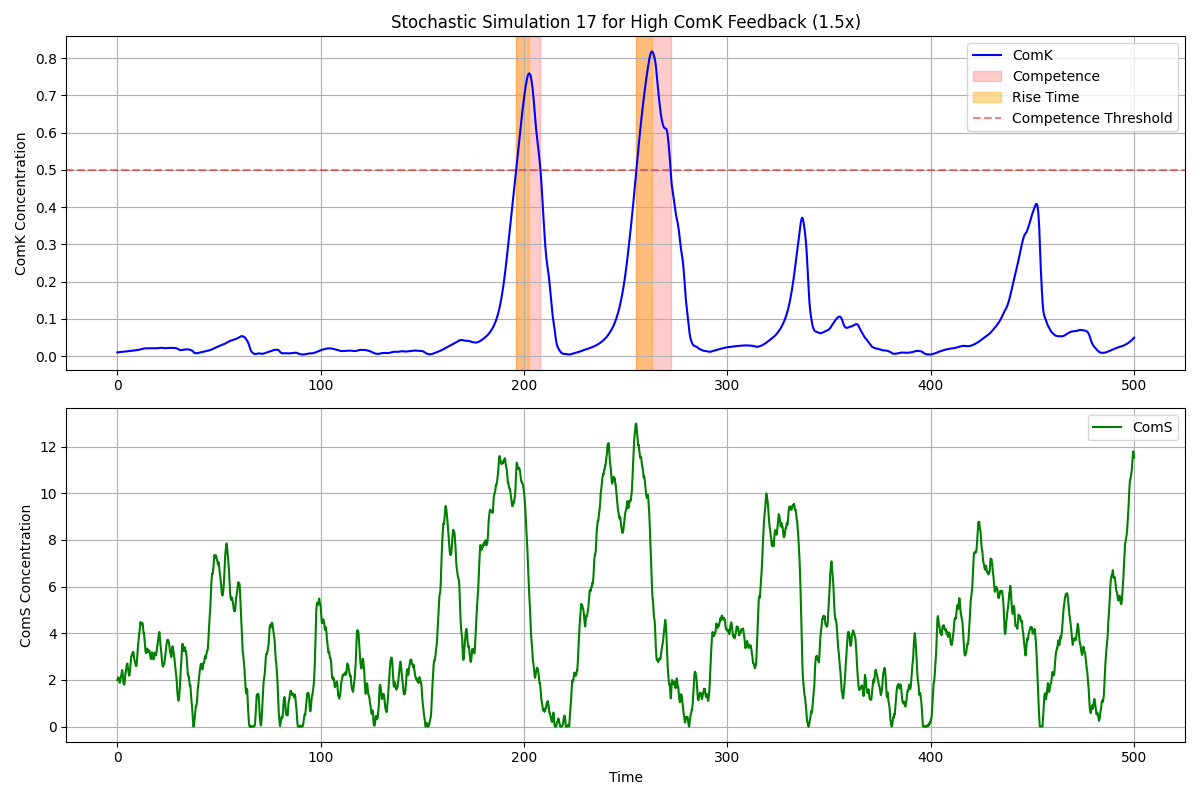 Stochastic Simulation 17 for High ComK Feedback (1.5x)
ComK
Competence
Rise Time
Competence Threshold
ComK Concentration
0.8
0.7
0.6
0.5
0.4
0.3
0.2
0.1
0.0
0 100 200 300 400 500
ComS
ComS Concentration
12
10
8
6
4
2
0
0 100 200 300 400 500
Time